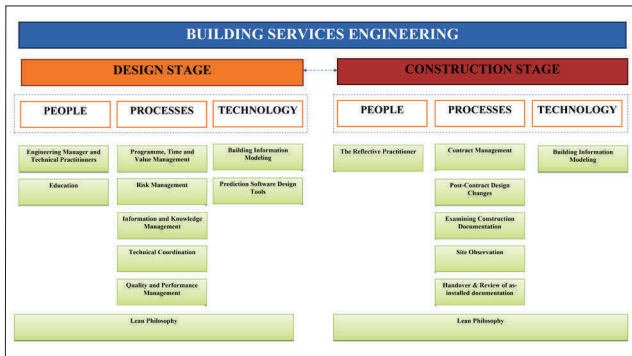 BUILDING SERVICES ENGINEERING
DESIGN STAGE
CONSTRUCTION STAGE
PEOPLE
PROCESSES
TECHNOLOGY
PEOPLE
PROCESSES
TECHNOLOGY
Engineering Manager and
Technical Practitioners
Education
Programme, Time and
Value Management
Risk Management
Information and Knowledge
Management
Technical Coordination
Quality and Performance
Management
Building Information
Modeling
Prediction Software Design
Tools
Lean Philosophy
The Reflective Practitioner
Contract Management
Post-Contract Design
Changes
Examining Construction
Documentation
Site Observation
Handover & Review of as-
installed documentation
Building Information
Modeling
Lean Philosophy